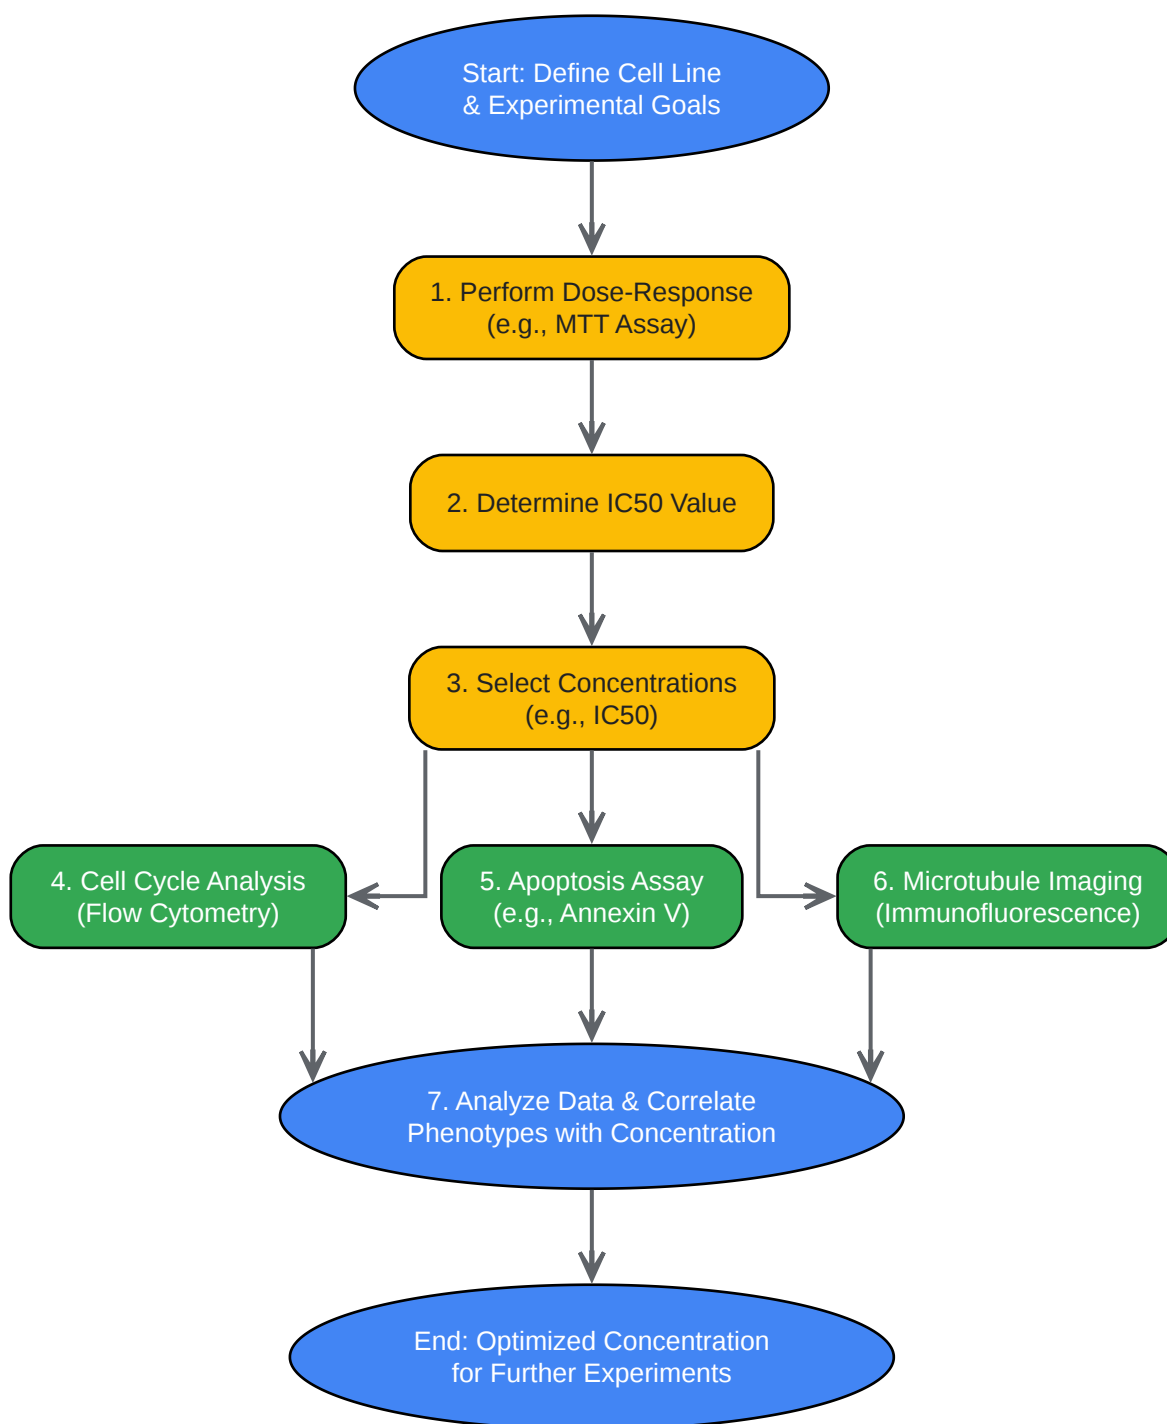 Start: Define Cell Line
& Experimental Goals
1. Perform Dose-Response
(e.g., MTT Assay)
2. Determine IC50 Value
3. Select Concentrations
(e.g., IC50)
4. Cell Cycle Analysis
(Flow Cytometry)
5. Apoptosis Assay
(e.g., Annexin V)
6. Microtubule Imaging
(Immunofluorescence)
7. Analyze Data & Correlate
Phenotypes with Concentration
End: Optimized Concentration
for Further Experiments